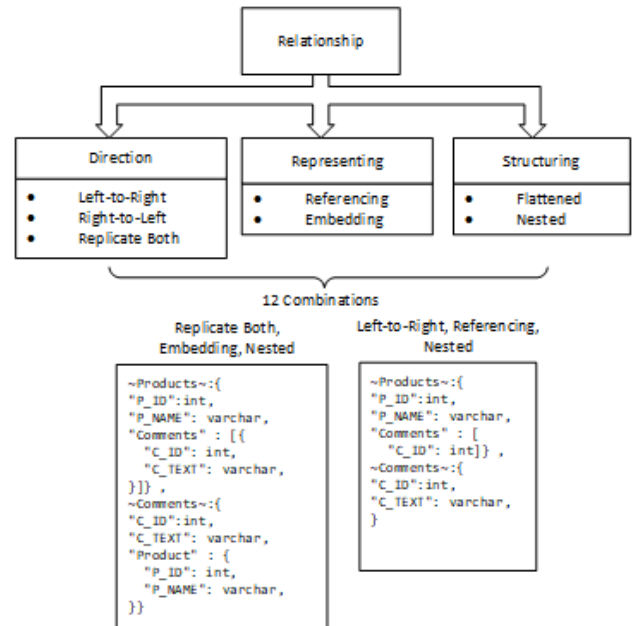 Relationship
Direction
• Left-to-Right
• Right-to-Left
• Replicate Both
Representing
• Referencing
• Embedding
Structuring
• Flattened
• Nested
12 Combinations
Replicate Both,
Embedding, Nested
~Products~:{
"P_ID":int,
"P_NAME": varchar,
"Comments" : [{
"C_ID": int,
"C_TEXT": varchar,
}]} ,
~Comments~:{
"C_ID":int,
"C_TEXT": varchar,
"Product" : {
"P_ID": int,
"P_NAME": varchar,
}}
Left-to-Right, Referencing,
Nested
~Products~:{
"P_ID":int,
"P_NAME": varchar,
"Comments" : [
"C_ID": int]} ,
~Comments~:{
"C_ID":int,
"C_TEXT": varchar,
}